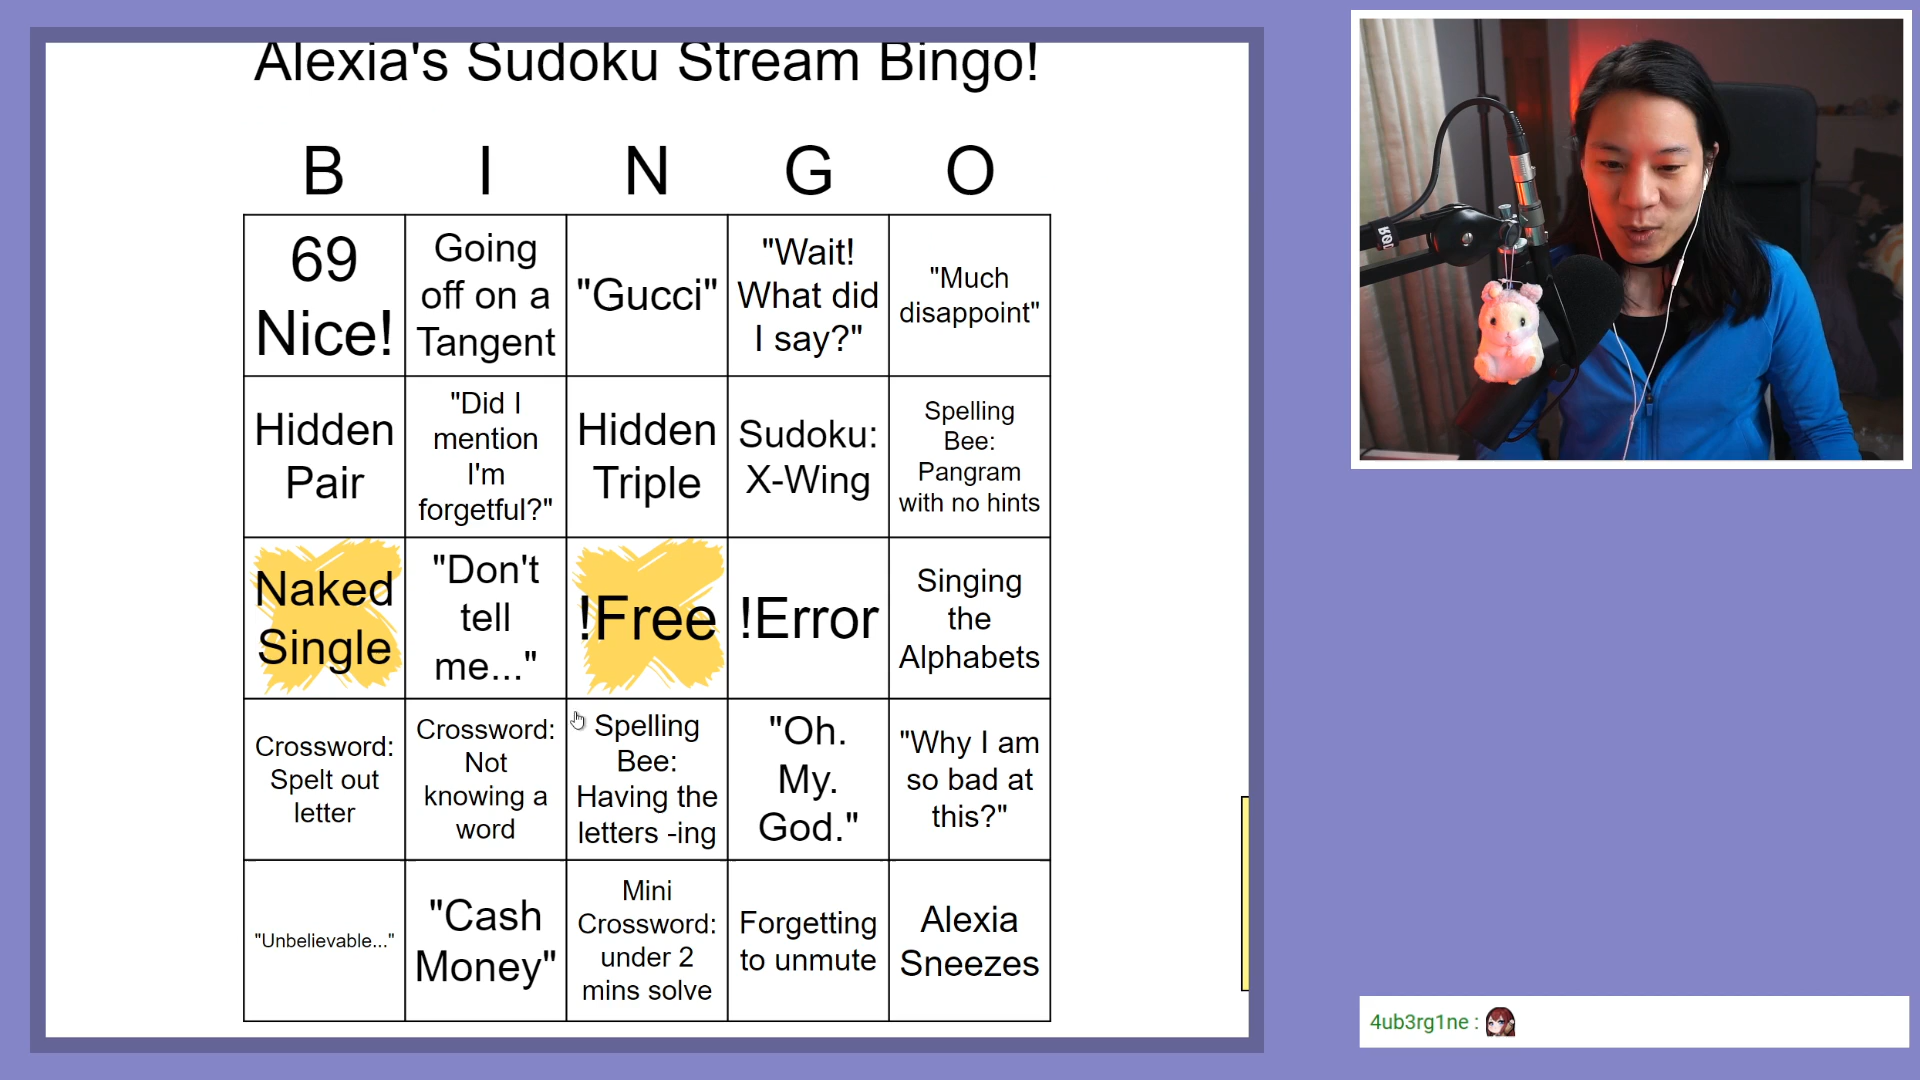 Alexia's Sudoku Stream Bingo!
B I N G O
69
Nice!
Going
off on a
Tangent
"Gucci"
"Wait!
What did
I say?"
"Much
disappoint"
Hidden
Pair
"Did I
mention
I'm
forgetful?"
Hidden
Triple
Sudoku:
X-Wing
Spelling
Bee:
Pangram
with no hints
Naked
Single
"Don't
tell
me..."
!Free
!Error
Singing
the
Alphabets
Crossword:
Spelt out
letter
Crossword:
Not
knowing a
word
Spelling
Bee:
Having the
letters -ing
"Oh.
My.
God."
"Why I am
so bad at
this?"
"Unbelievable..."
"Cash
Money"
Mini
Crossword:
under 2
mins solve
Forgetting
to unmute
Alexia
Sneezes
4ub3rg1ne :